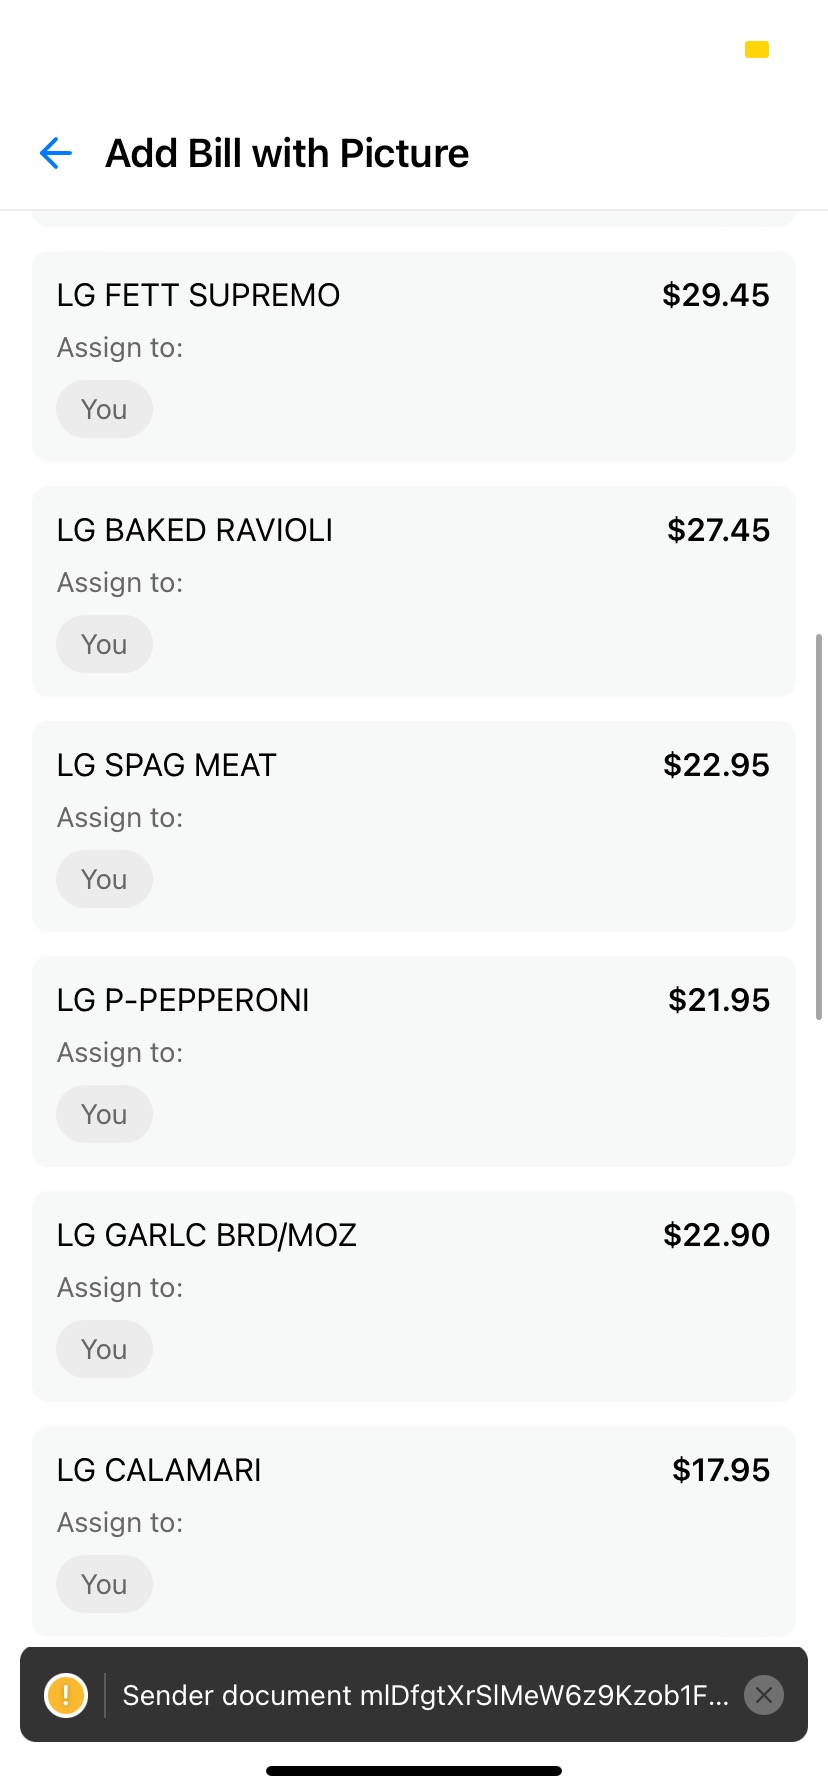 Add Bill with Picture
LG FETT SUPREMO $29.45
Assign to:
You
LG BAKED RAVIOLI $27.45
Assign to:
You
LG SPAG MEAT $22.95
Assign to:
You
LG P-PEPPERONI $21.95
Assign to:
You
LG GARLC BRD/MOZ $22.90
Assign to:
You
LG CALAMARI $17.95
Assign to:
You
! Sender document mlDfgtXrSlMeW6z9Kzob1F...